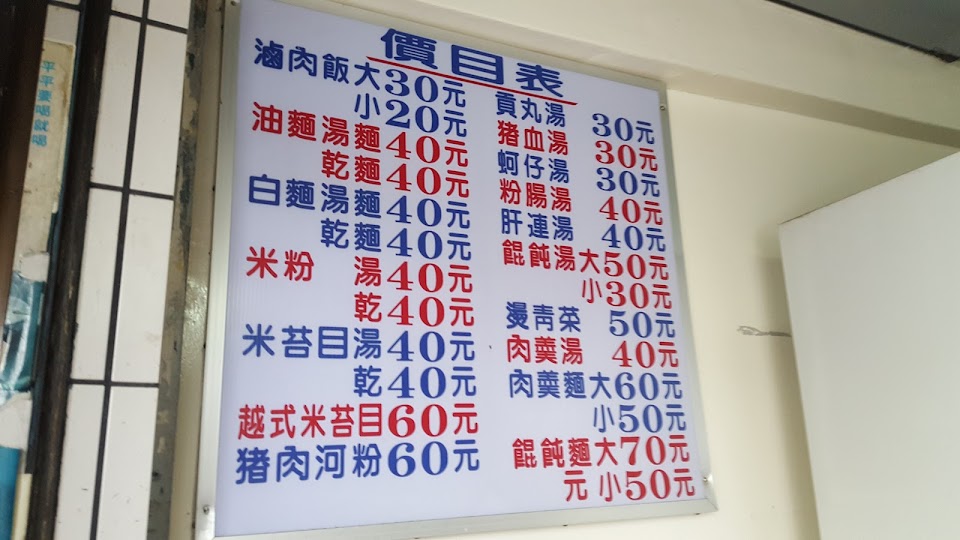 價目表
滷肉飯大30元
小20元
油麵湯麵40元
乾麵40元
白麵湯麵40元
乾麵40元
米粉 湯40元
乾40元
米苔目湯40元
乾40元
越式米苔目60元
豬肉河粉60元
貢丸湯 30元
猪血湯 30元
蚵仔湯 30元
粉腸湯 40元
肝連湯 40元
餛飩湯大50元
小30元
燙靑菜 50元
肉羹湯 40元
肉羹麵大60元
小50元
餛飩麵大70元
元 小50元